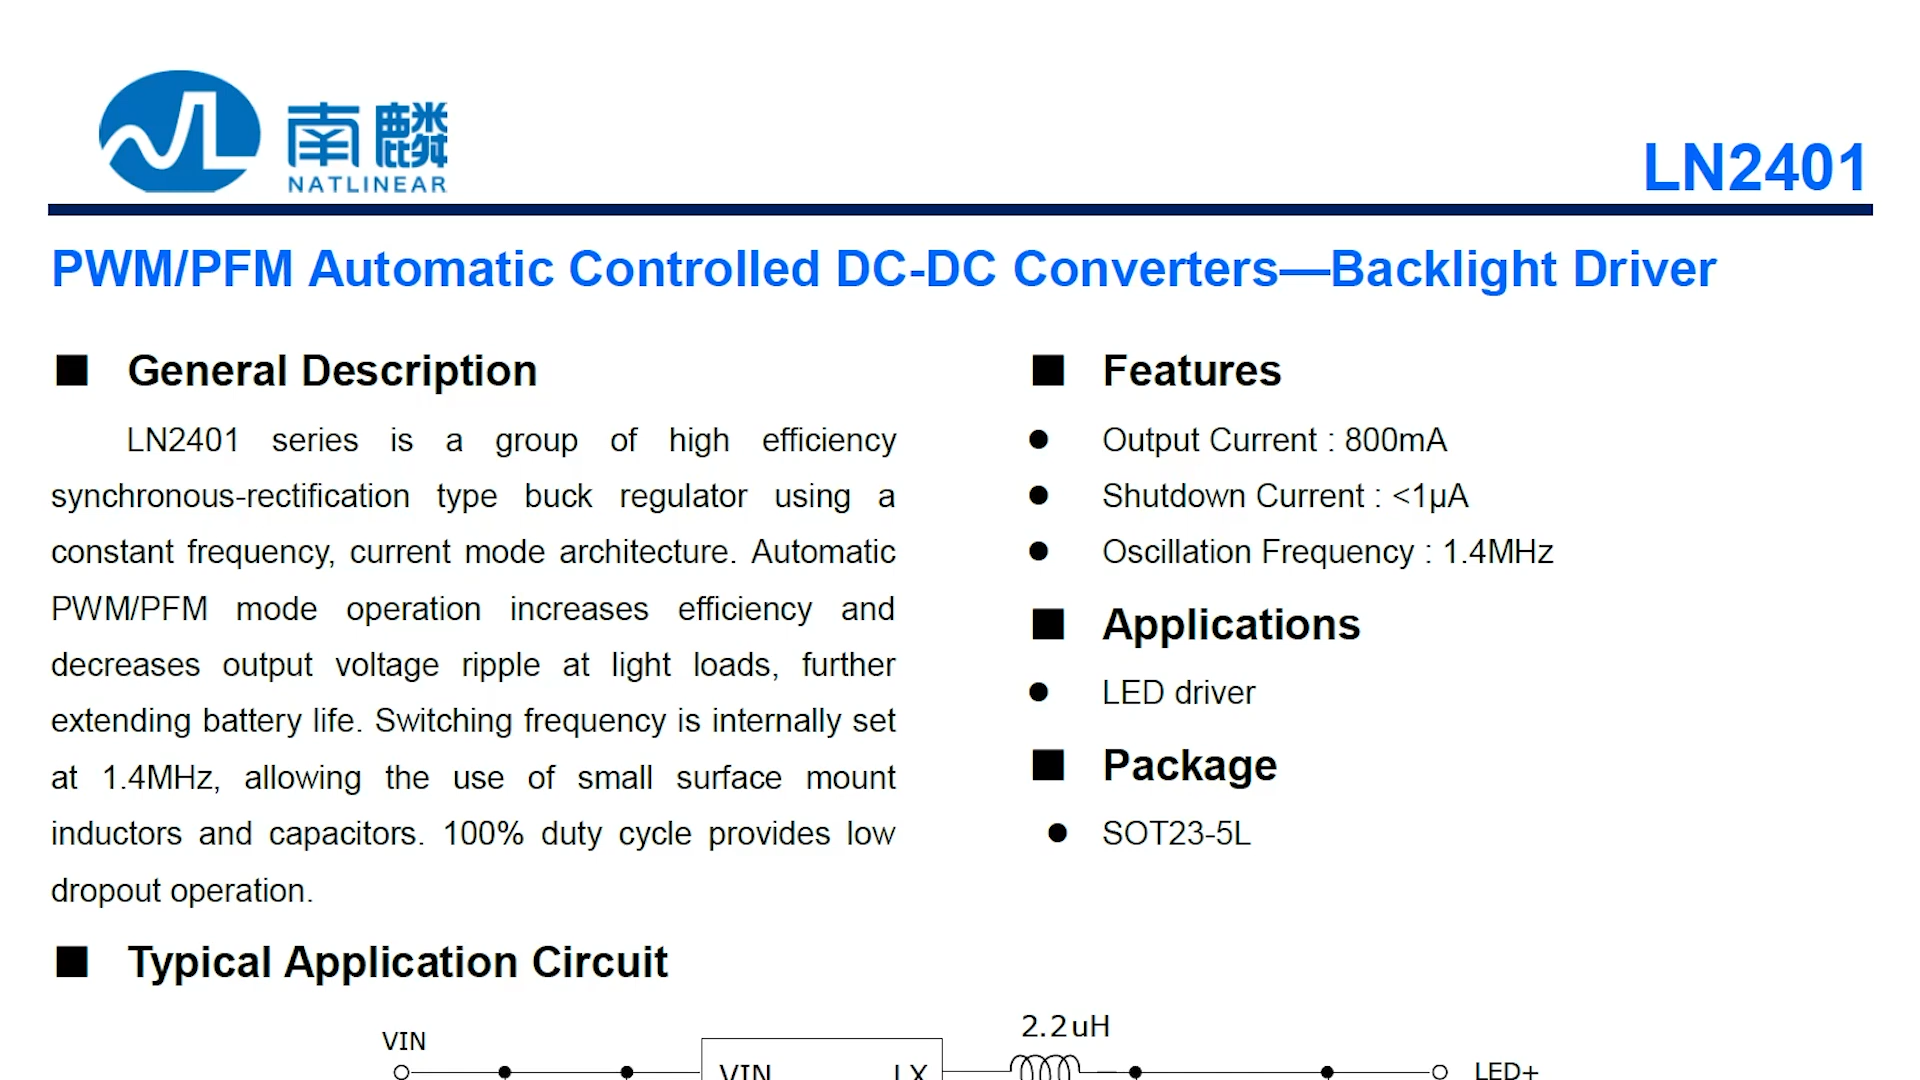 南麟
NATLINEAR
LN2401
PWM/PFM Automatic Controlled DC-DC Converters—Backlight Driver
■ General Description
LN2401 series is a group of high efficiency
synchronous-rectification type buck regulator using a
constant frequency, current mode architecture. Automatic
PWM/PFM mode operation increases efficiency and
decreases output voltage ripple at light loads, further
extending battery life. Switching frequency is internally set
at 1.4MHz, allowing the use of small surface mount
inductors and capacitors. 100% duty cycle provides low
dropout operation.
■ Features
● Output Current : 800mA
● Shutdown Current : <1μA
● Oscillation Frequency : 1.4MHz
■ Applications
● LED driver
■ Package
● SOT23-5L
■ Typical Application Circuit
2.2uH
VIN
VIN LX
LED+